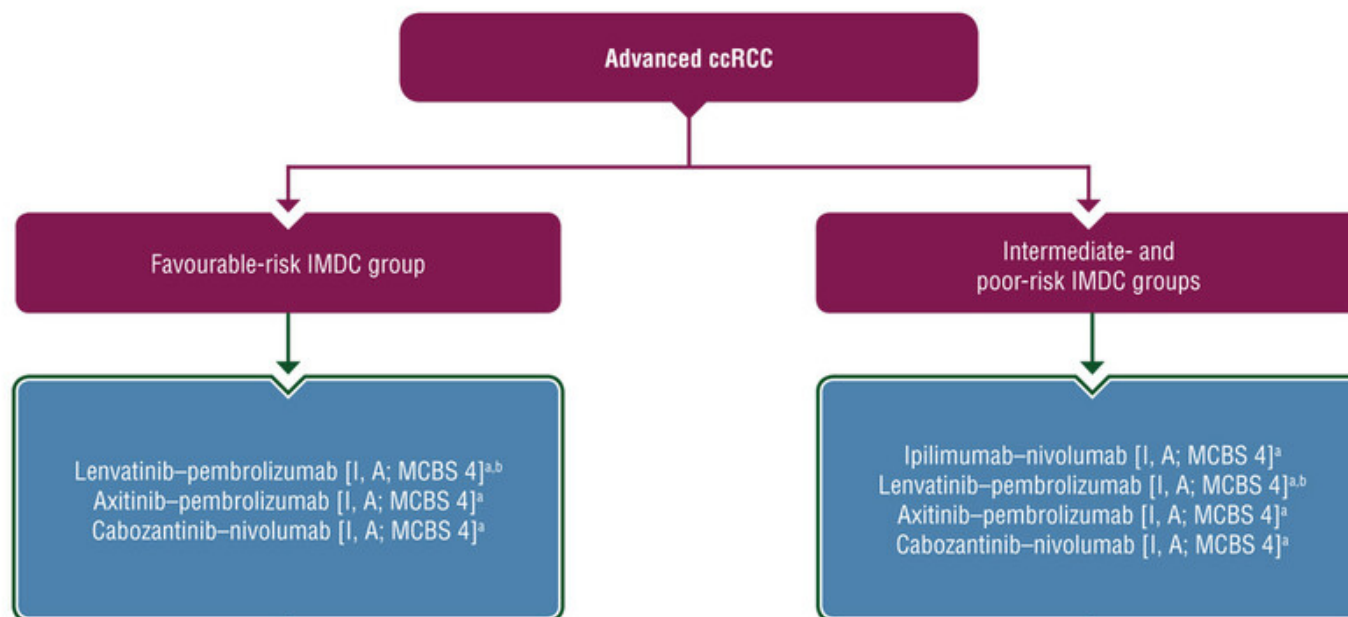 Advanced ccRCC
Favourable-risk IMDC group
Intermediate- and
poor-risk IMDC groups
Lenvatinib–pembrolizumab [I, A; MCBS 4]a,b
Axitinib–pembrolizumab [I, A; MCBS 4]a
Cabozantinib–nivolumab [I, A; MCBS 4]a
Ipilimumab–nivolumab [I, A; MCBS 4]a
Lenvatinib–pembrolizumab [I, A; MCBS 4]a,b
Axitinib–pembrolizumab [I, A; MCBS 4]a
Cabozantinib–nivolumab [I, A; MCBS 4]a